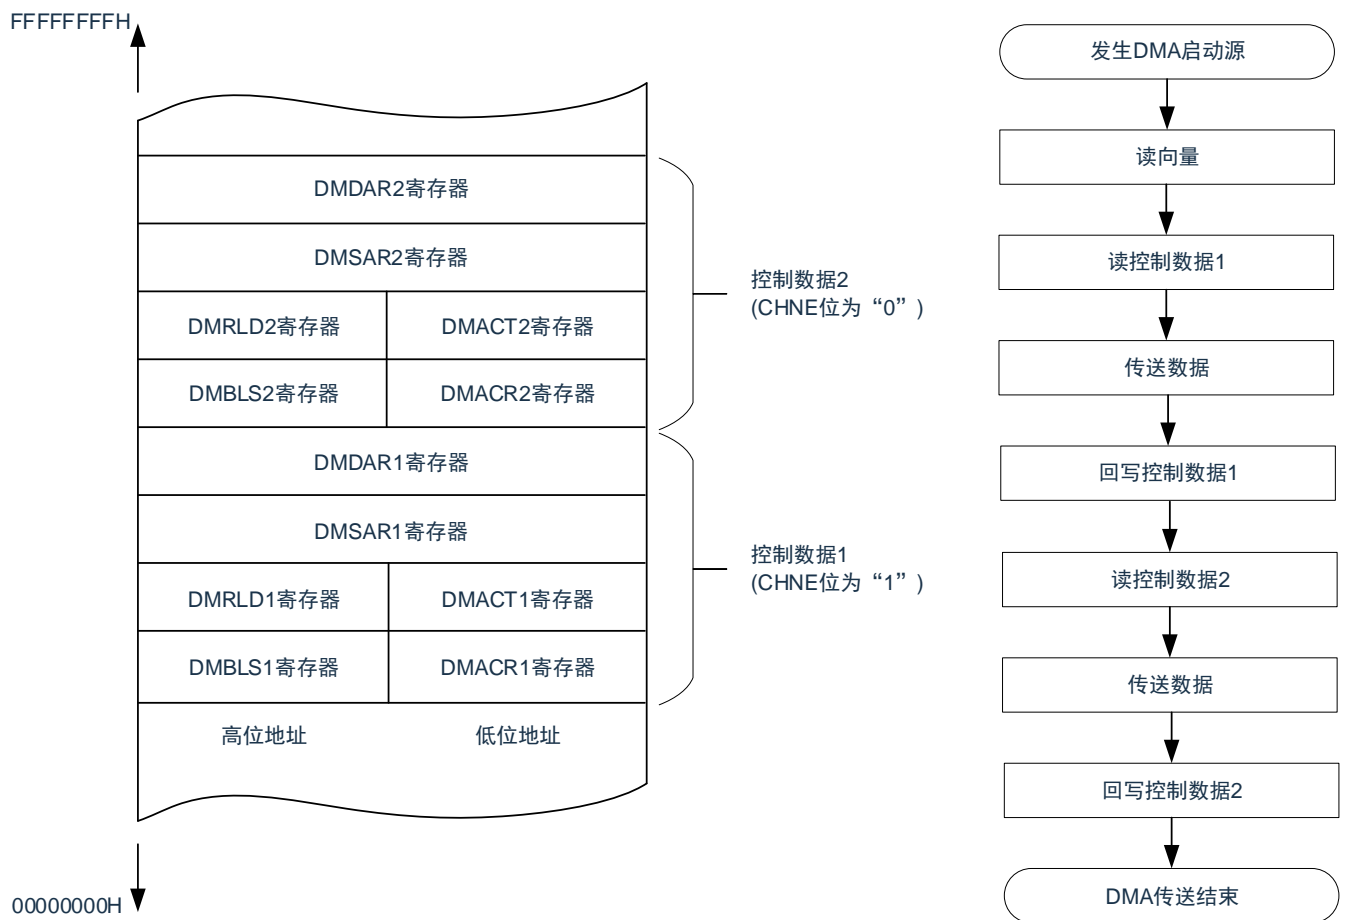 FFFFFFFFH
DMDAR2寄存器
DMSAR2寄存器
DMRLD2寄存器 DMACT2寄存器
DMBLS2寄存器 DMACR2寄存器
控制数据2
(CHNE位为“0”)
DMDAR1寄存器
DMSAR1寄存器
DMRLD1寄存器 DMACT1寄存器
DMBLS1寄存器 DMACR1寄存器
控制数据1
(CHNE位为“1”)
高位地址 低位地址
00000000H
发生DMA启动源
读向量
读控制数据1
传送数据
回写控制数据1
读控制数据2
传送数据
回写控制数据2
DMA传送结束